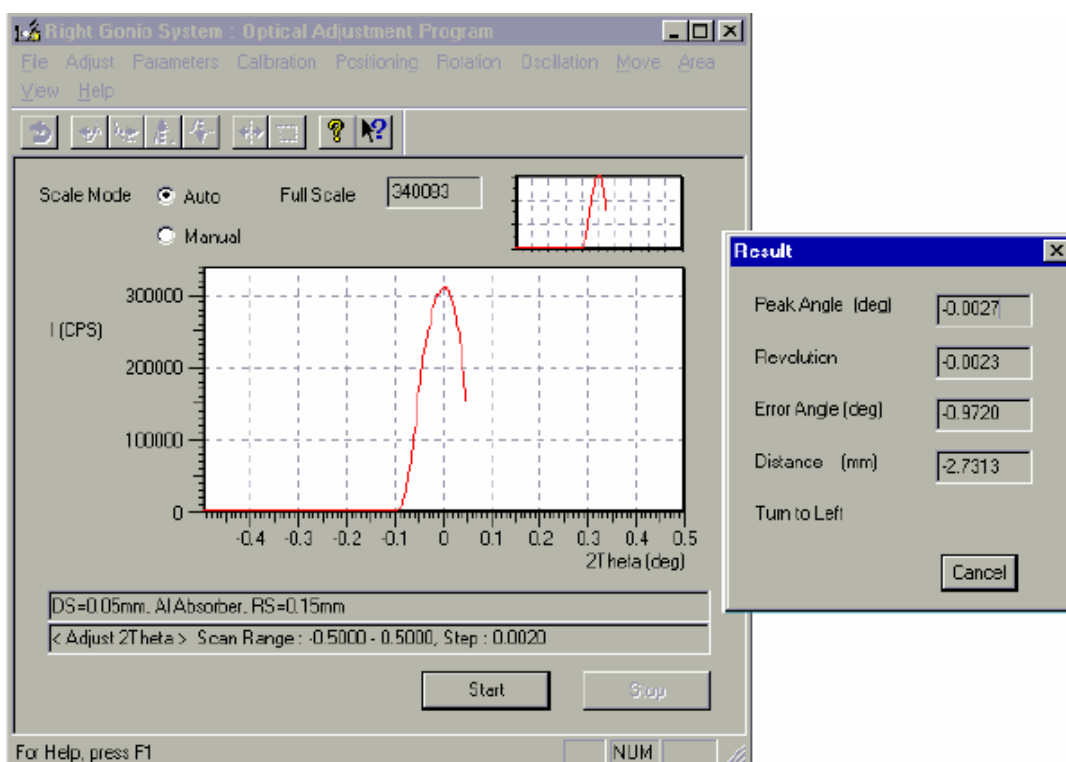 Right Gonio System : Optical Adjustment Program
File Adjust Parameters Calibration Positioning Rotation Oscillation Move Area
View Help
Scale Mode Auto Full Scale 340093
Manual
300000
I (CPS)
200000
100000
0
-0.4 -0.3 -0.2 -0.1 0 0.1 0.2 0.3 0.4 0.5
2Theta (deg)
DS=0.05mm, Al Absorber, RS=0.15mm
< Adjust 2Theta > Scan Range : -0.5000 - 0.5000, Step : 0.0020
Start Stop
For Help, press F1 NUM
Result
Peak Angle (deg) -0.0027
Revolution -0.0023
Error Angle (deg) -0.9720
Distance (mm) -2.7313
Turn to Left
Cancel